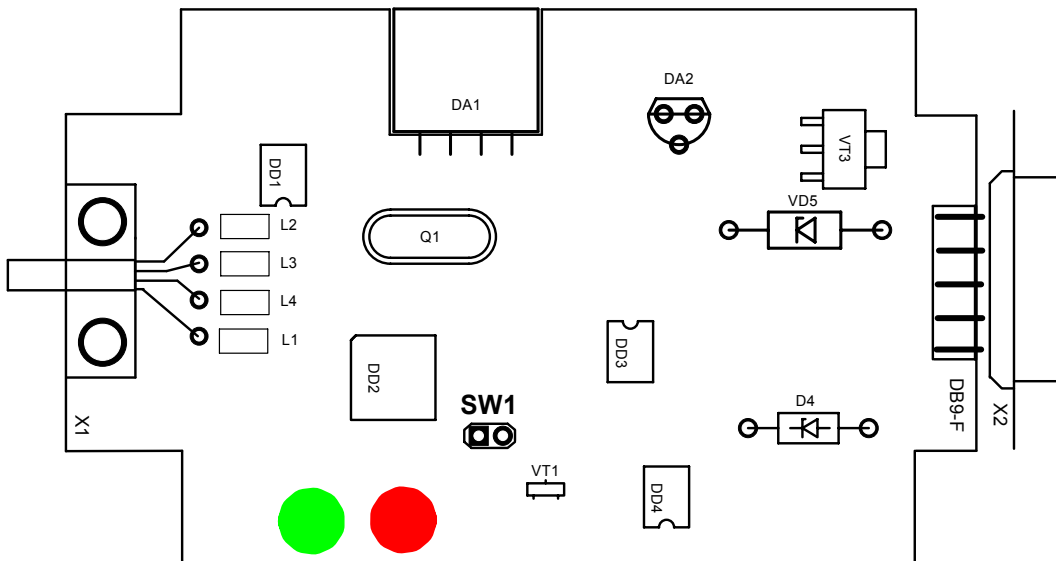 DA1
DA2
VT3
DD1
VD5
L2
Q1
L3
L4
L1
DD3
DD2
DB9-F
X2
X1
SW1
D4
VT1
DD4